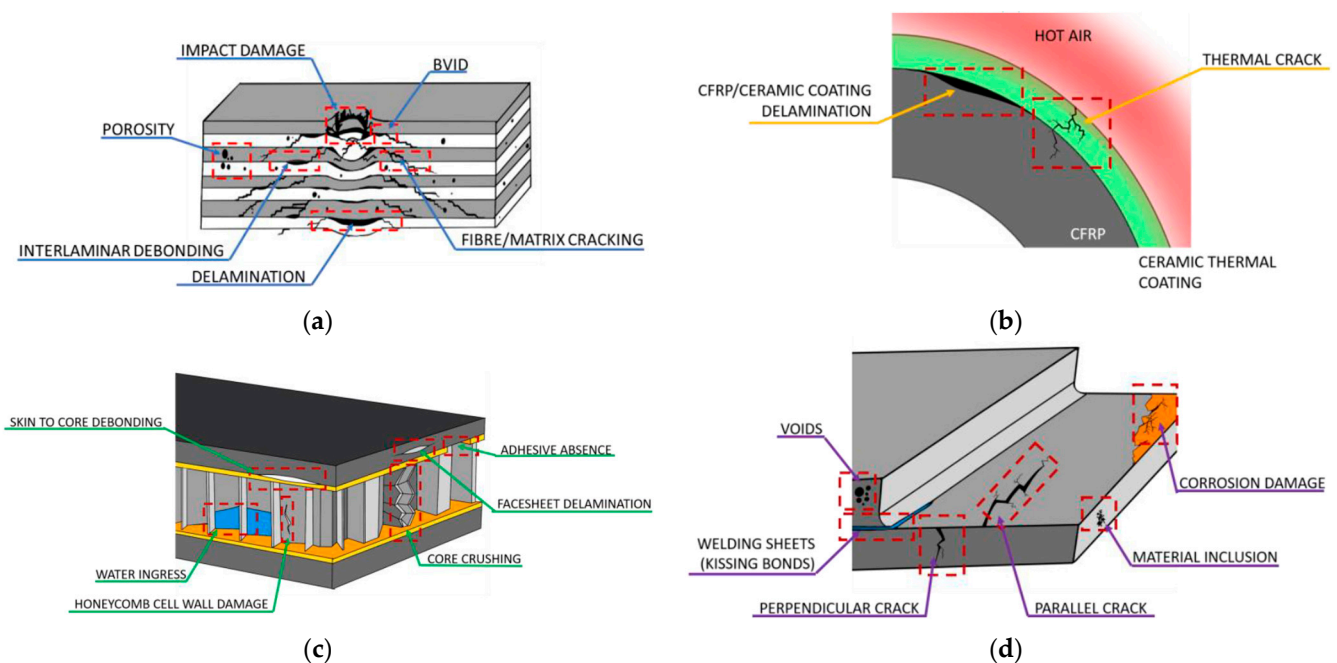 IMPACT DAMAGE
BVID
POROSITY
INTERLAMINAR DEBONDING
FIBRE/MATRIX CRACKING
DELAMINATION
(a)
HOT AIR
THERMAL CRACK
CFRP/CERAMIC COATING
DELAMINATION
CFRP
CERAMIC THERMAL
COATING
(b)
SKIN TO CORE DEBONDING
ADHESIVE ABSENCE
FACESHEET DELAMINATION
CORE CRUSHING
WATER INGRESS
HONEYCOMB CELL WALL DAMAGE
(c)
VOIDS
CORROSION DAMAGE
WELDING SHEETS
(KISSING BONDS)
MATERIAL INCLUSION
PERPENDICULAR CRACK
PARALLEL CRACK
(d)